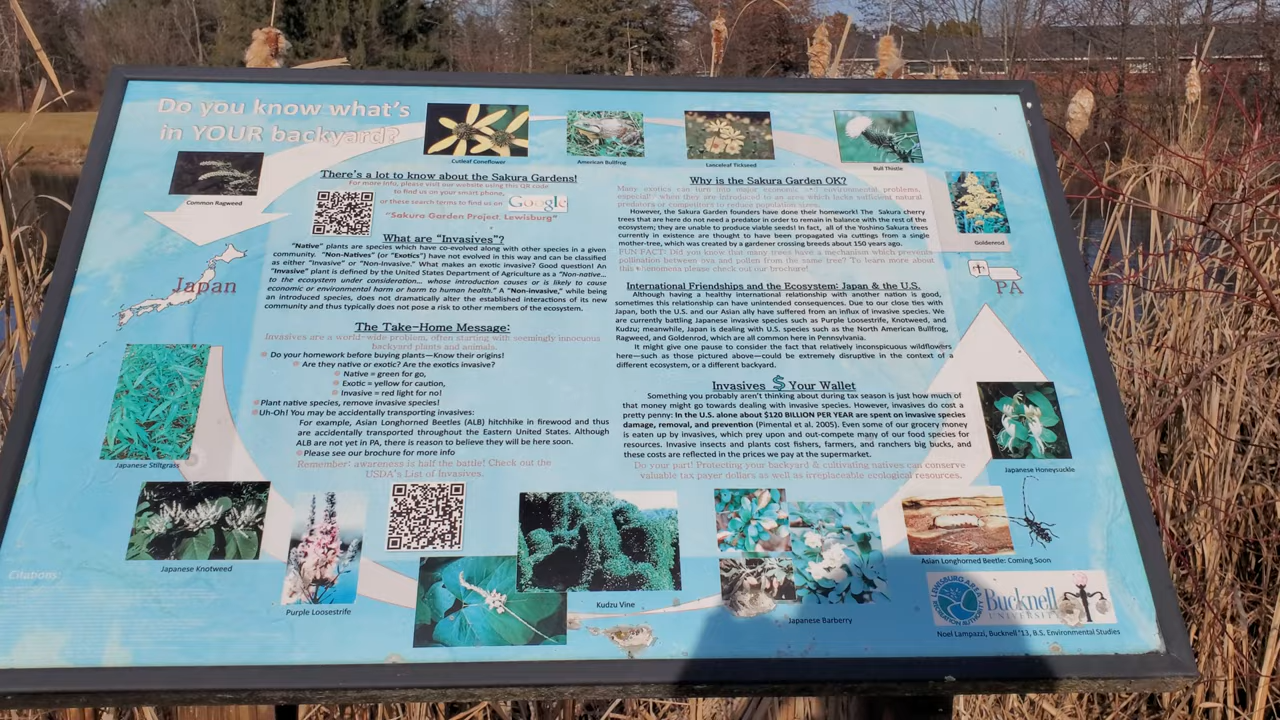 Do you know what's
in YOUR backyard?
Cutleaf Coneflower
American Bullfrog
Lanceleaf Tickseed
Bull Thistle
Common Ragweed
Goldenrod
Japan
PA
There's a lot to know about the Sakura Gardens!
For more info, please visit our website using this QR code
to find us on your smart phone,
or these search terms to find us on Google
"Sakura Garden Project, Lewisburg"
What are "Invasives"?
"Native" plants are species which have co-evolved along with other species in a given
community. "Non-Natives" (or "Exotics") have not evolved in this way and can be classified
as either "Invasive" or "Non-Invasive." What makes an exotic invasive? Good question! An
"Invasive" plant is defined by the United States Department of Agriculture as a "Non-native...
to the ecosystem under consideration... whose introduction causes or is likely to cause
economic or environmental harm or harm to human health." A "Non-Invasive," while being
an introduced species, does not dramatically alter the established interactions of its new
community and thus typically does not pose a risk to other members of the ecosystem.
The Take-Home Message:
Invasives are a world-wide problem, often starting with seemingly innocuous
backyard plants and animals.
Do your homework before buying plants—Know their origins!
Are they native or exotic? Are the exotics invasive?
Native = green for go,
Exotic = yellow for caution,
Invasive = red light for no!
Plant native species, remove invasive species!
Uh-Oh! You may be accidentally transporting invasives:
For example, Asian Longhorned Beetles (ALB) hitchhike in firewood and thus
are accidentally transported throughout the Eastern United States. Although
ALB are not yet in PA, there is reason to believe they will be here soon.
Please see our brochure for more info
Remember: awareness is half the battle! Check out the
USDA's List of Invasives.
Why is the Sakura Garden OK?
Many exotics can turn into major economic and environmental problems,
especially when they are introduced to an area which lacks sufficient natural
predators or competitors to reduce population sizes.
However, the Sakura Garden founders have done their homework! The Sakura cherry
trees that are here do not need a predator in order to remain in balance with the rest of the
ecosystem; they are unable to produce viable seeds! In fact, all of the Yoshino Sakura trees
currently in existence are thought to have been propagated via cuttings from a single
mother-tree, which was created by a gardener crossing breeds about 150 years ago.
FUN FACT: Did you know that many trees have a mechanism which prevents
pollination between ova and pollen from the same tree? To learn more about
this phenomena please check out our brochure!
International Friendships and the Ecosystem: Japan & the U.S.
Although having a healthy international relationship with another nation is good,
sometimes this relationship can have unintended consequences. Due to our close ties with
Japan, both the U.S. and our Asian ally have suffered from an influx of invasive species. We
are currently battling Japanese invasive species such as Purple Loosestrife, Knotweed, and
Kudzu; meanwhile, Japan is dealing with U.S. species such as the North American Bullfrog,
Ragweed, and Goldenrod, which are all common here in Pennsylvania.
It might give one pause to consider the fact that relatively inconspicuous wildflowers
here—such as those pictured above—could be extremely disruptive in the context of a
different ecosystem, or a different backyard.
Invasives $ Your Wallet
Something you probably aren't thinking about during tax season is just how much of
that money might go towards dealing with invasive species. However, invasives do cost a
pretty penny: In the U.S. alone about $120 BILLION PER YEAR are spent on invasive species
damage, removal, and prevention (Pimental et al. 2005). Even some of our grocery money
is eaten up by invasives, which prey upon and out-compete many of our food species for
resources. Invasive insects and plants cost fishers, farmers, and ranchers big bucks, and
these costs are reflected in the prices we pay at the supermarket.
Do your part! Protecting your backyard & cultivating natives can conserve
valuable tax payer dollars as well as irreplaceable ecological resources.
Japanese Stiltgrass
Japanese Honeysuckle
Japanese Knotweed
Purple Loosestrife
Kudzu Vine
Japanese Barberry
Asian Longhorned Beetle: Coming Soon
Citations:
LEWISBURG AREA
Bucknell
UNIVERSITY
Noel Lampazzi, Bucknell '13, B.S. Environmental Studies